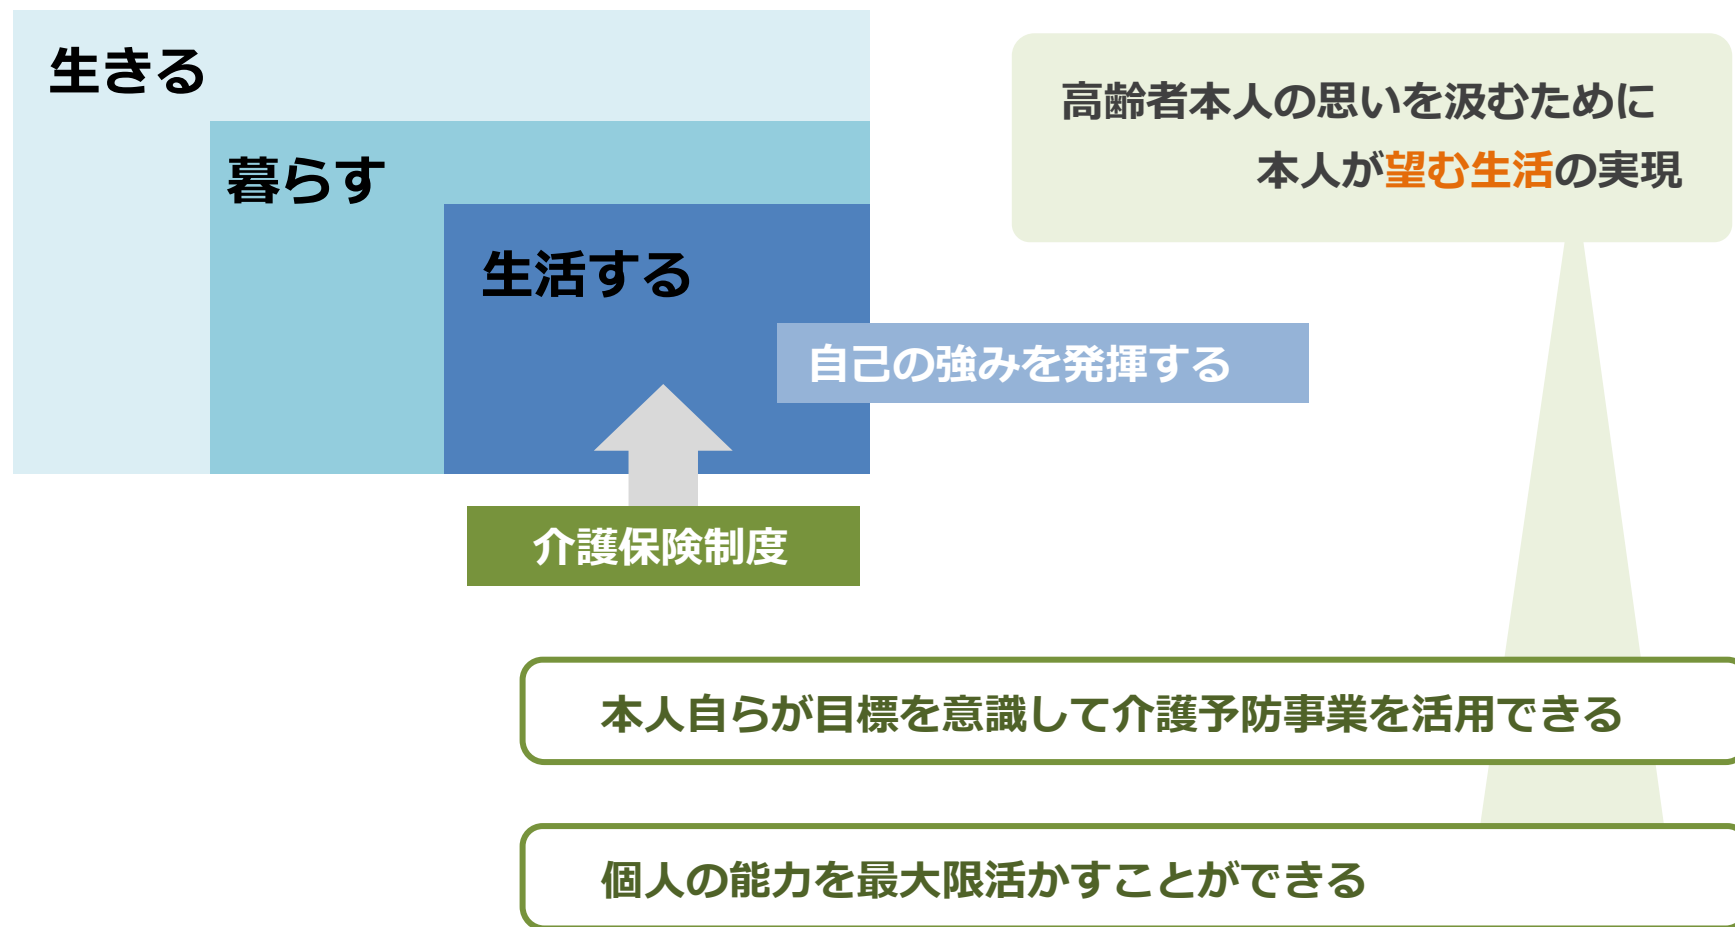 生きる
暮らす
生活する
高齢者本人の思いを汲むために
本人が望む生活の実現
自己の強みを発揮する
介護保険制度
本人自らが目標を意識して介護予防事業を活用できる
個人の能力を最大限活かすことができる